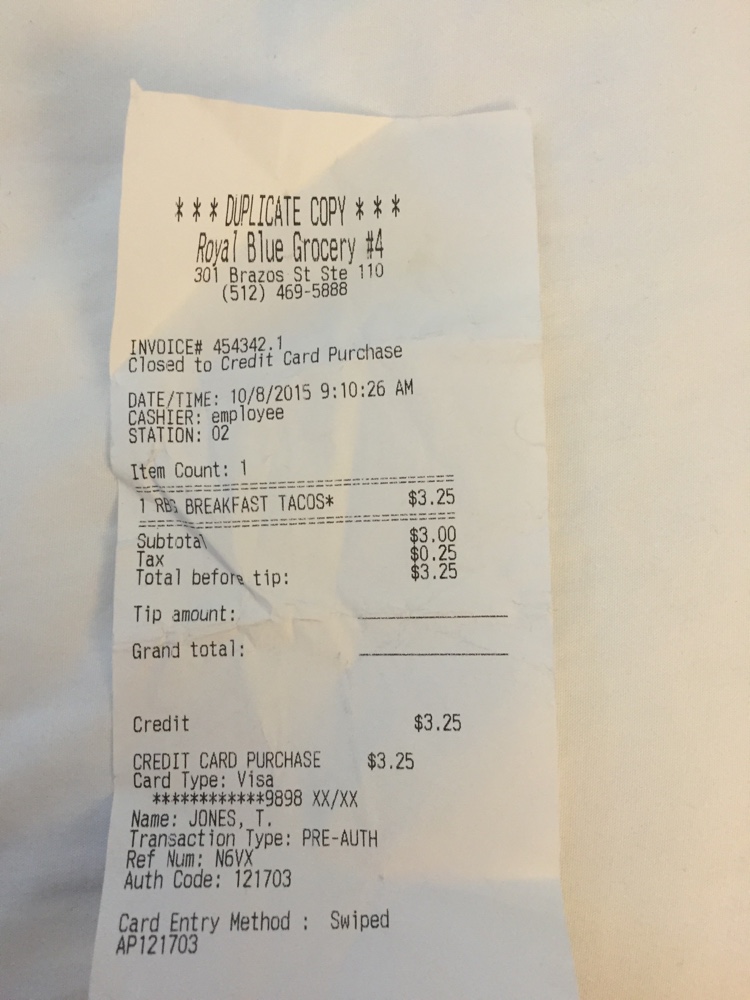 * * * DUPLICATE COPY * * *
Royal Blue Grocery #4
301 Brazos St Ste 110
(512) 469-5888
INVOICE# 454342.1
Closed to Credit Card Purchase
DATE/TIME: 10/8/2015 9:10:26 AM
CASHIER: employee
STATION: 02
Item Count: 1
1 RBG BREAKFAST TACOS* $3.25
Subtotal $3.00
Tax $0.25
Total before tip: $3.25
Tip amount:
Grand total:
Credit $3.25
CREDIT CARD PURCHASE $3.25
Card Type: Visa
************9898 XX/XX
Name: JONES, T.
Transaction Type: PRE-AUTH
Ref Num: N6VX
Auth Code: 121703
Card Entry Method : Swiped
AP121703